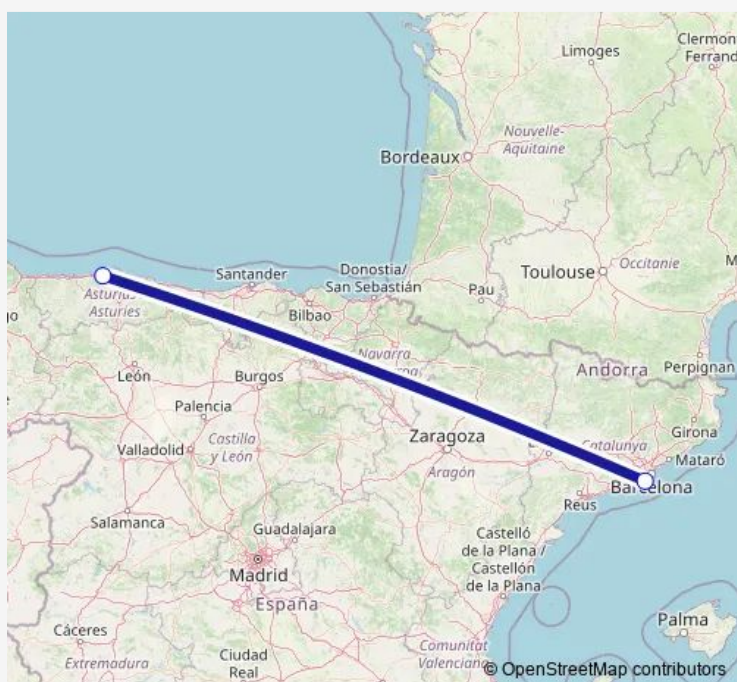 Limoges
Clermont
Ferrand
Nouvelle-
Aquitaine
Bordeaux
Toulouse
Occitanie
Santander
Donostia/
San Sebastián
Pau
Bilbao
Asturias
Asturies
go
M
León
Burgos
Navarra
Andorra
Perpignan
Palencia
Castilla
y León
Valladolid
Zaragoza
Aragón
Catalunya
Girona
Mataró
Barcelona
Reus
Salamanca
Guadalajara
Castelló
de la Plana /
Castellón
de la Plana
Madrid
España
Palma
Cáceres
Extremadura
Ciudad
Real
Comunitat
Valenciana
© OpenStreetMap contributors